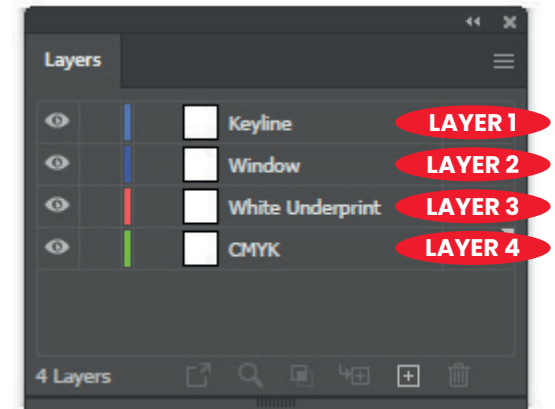 Layers
Keyline LAYER 1
Window LAYER 2
White Underprint LAYER 3
CMYK LAYER 4
4 Layers